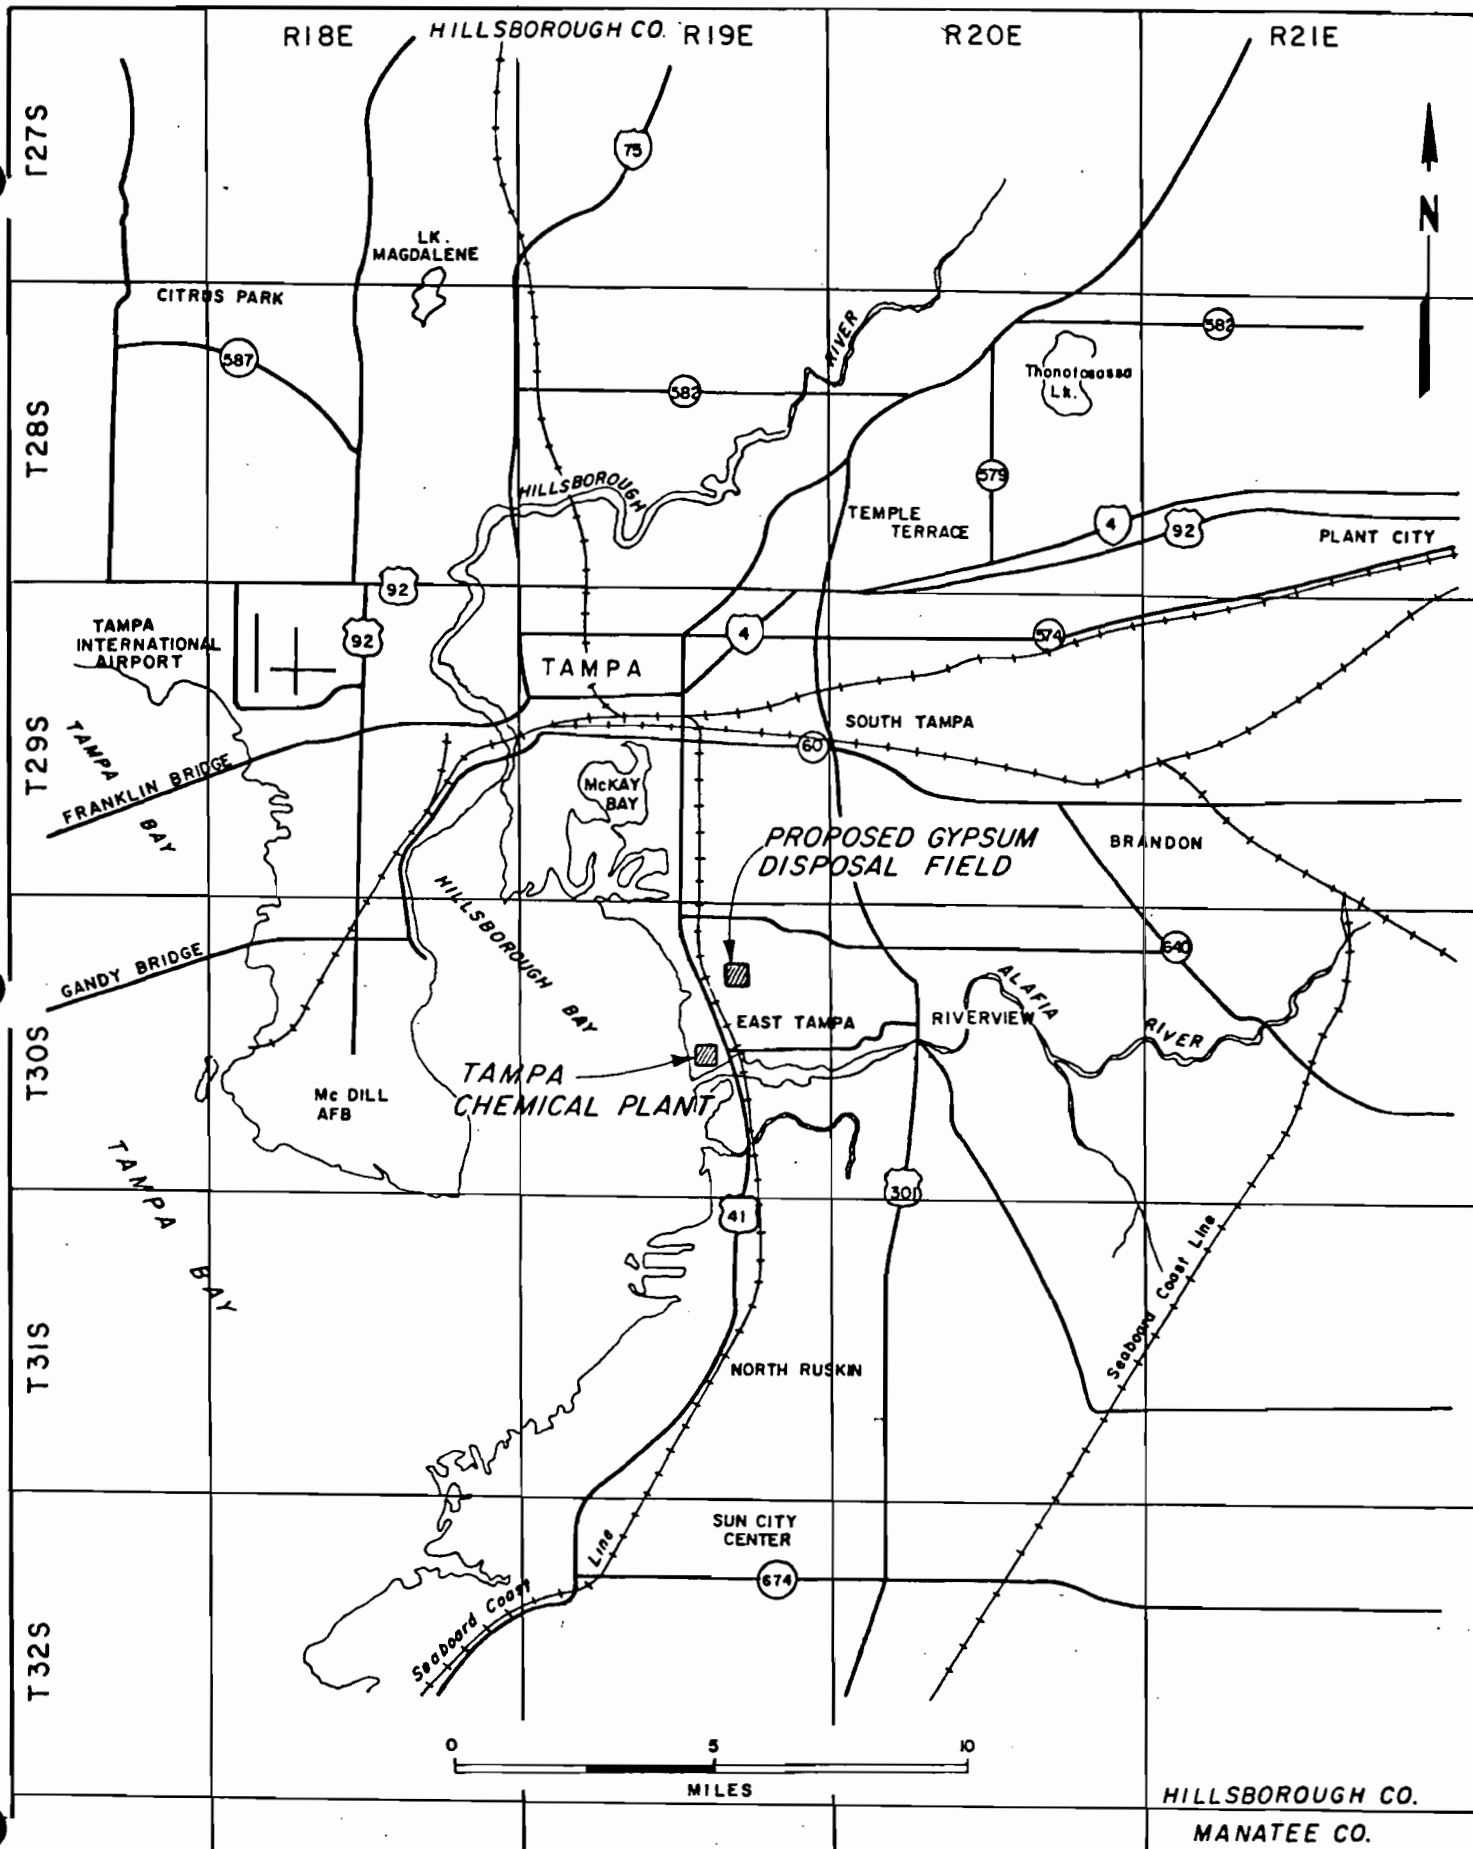 HILLSBOROUGH CO.
R18E
R19E
R20E
R21E
T27S
75
N
LK.
MAGDALENE
CITRUS PARK
587
582
582
RIVER
Thonotosassa
Lk.
T28S
579
HILLSBOROUGH
TEMPLE
TERRACE
4
92
PLANT CITY
92
92
TAMPA
INTERNATIONAL
AIRPORT
4
574
TAMPA
T29S
TAMPA
BAY
SOUTH TAMPA
60
FRANKLIN BRIDGE
McKAY
BAY
PROPOSED GYPSUM
DISPOSAL FIELD
BRANDON
HILLSBOROUGH
BAY
640
GANDY BRIDGE
ALAFIA
RIVER
EAST TAMPA
RIVERVIEW
T30S
TAMPA
CHEMICAL PLANT
Mc DILL
AFB
TAMPA
BAY
301
41
Seaboard Coast Line
T31S
NORTH RUSKIN
SUN CITY
CENTER
674
Seaboard Coast
Line
T32S
0 5 10
MILES
HILLSBOROUGH CO.
MANATEE CO.